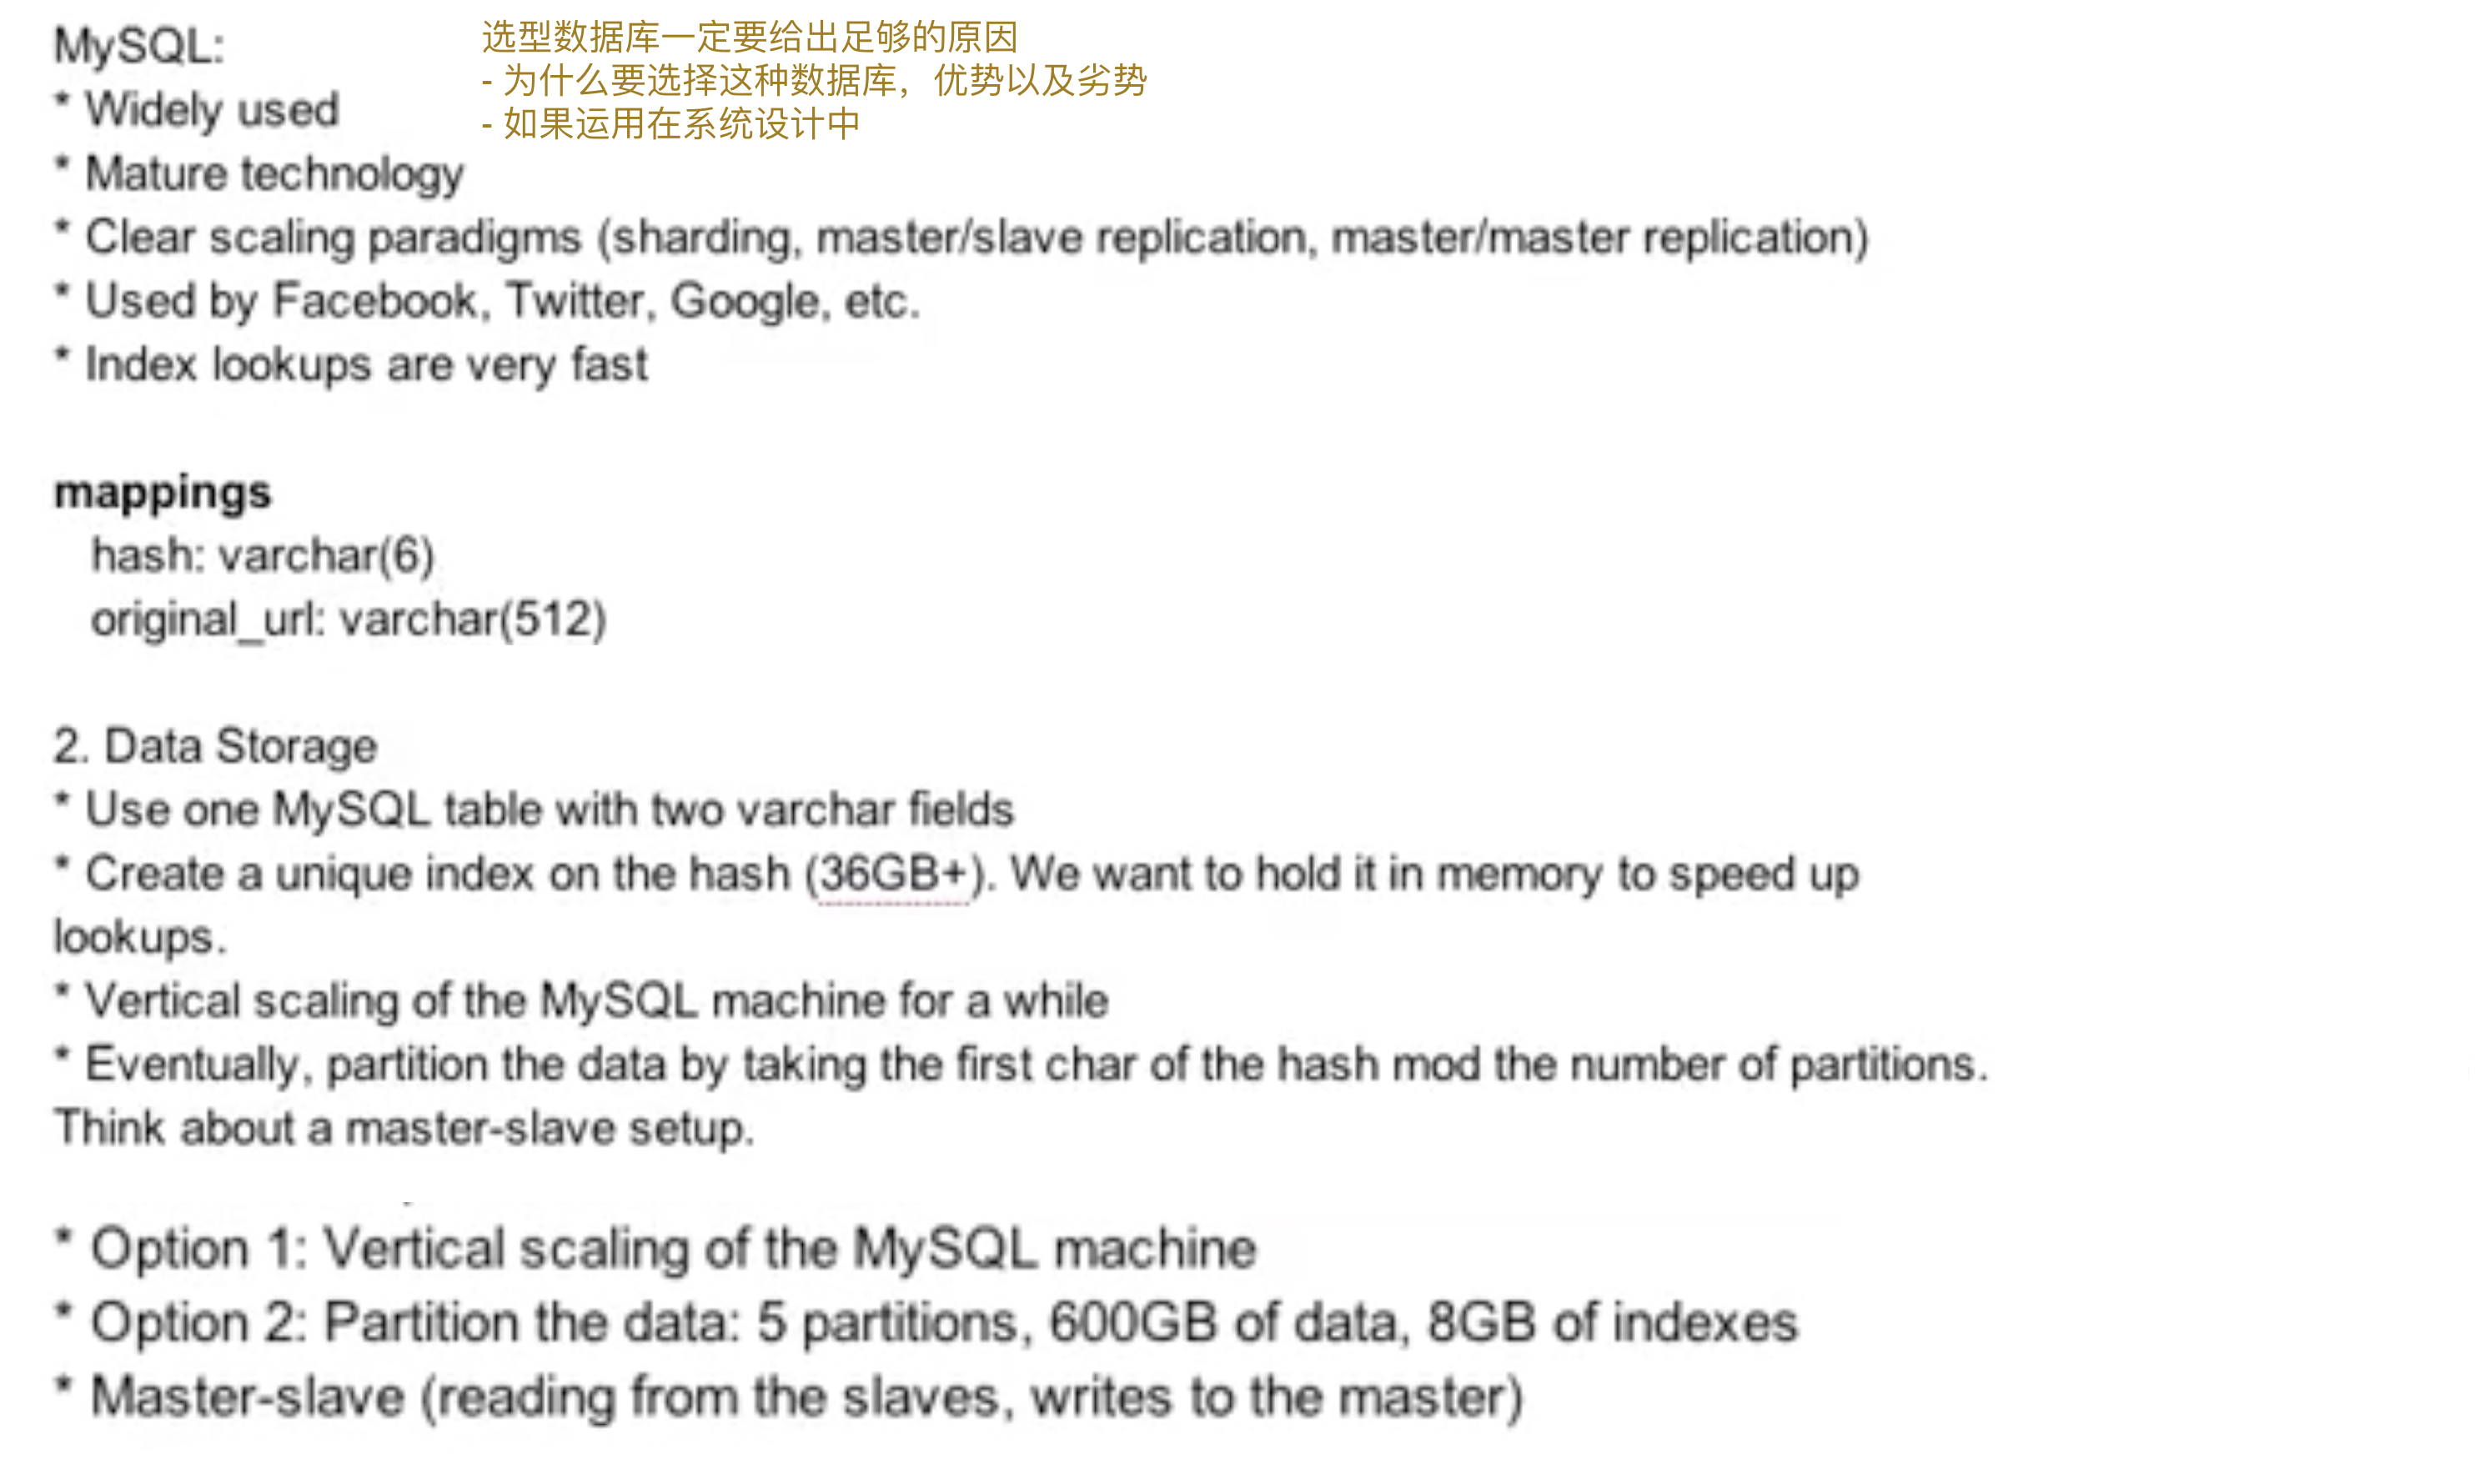 MySQL:
选型数据库一定要给出足够的原因
- 为什么要选择这种数据库，优势以及劣势
- 如果运用在系统设计中
* Widely used
* Mature technology
* Clear scaling paradigms (sharding, master/slave replication, master/master replication)
* Used by Facebook, Twitter, Google, etc.
* Index lookups are very fast
mappings
hash: varchar(6)
original_url: varchar(512)
2. Data Storage
* Use one MySQL table with two varchar fields
* Create a unique index on the hash (36GB+). We want to hold it in memory to speed up
lookups.
* Vertical scaling of the MySQL machine for a while
* Eventually, partition the data by taking the first char of the hash mod the number of partitions.
Think about a master-slave setup.
* Option 1: Vertical scaling of the MySQL machine
* Option 2: Partition the data: 5 partitions, 600GB of data, 8GB of indexes
* Master-slave (reading from the slaves, writes to the master)